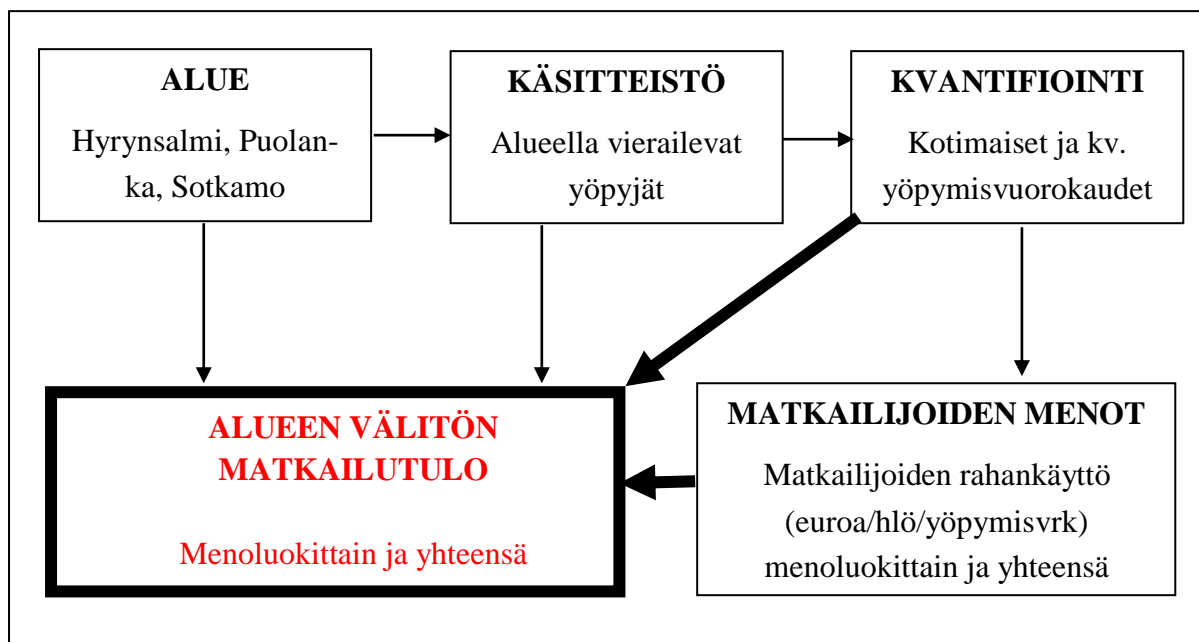 ALUE
Hyrynsalmi, Puolan-
ka, Sotkamo
KÄSITTEISTÖ
Alueella vierailevat
yöpyjät
KVANTIFIOINTI
Kotimaiset ja kv.
yöpymisvuorokaudet
ALUEEN VÄLITÖN
MATKAILUTULO
Menoluokittain ja yhteensä
MATKAILIJOIDEN MENOT
Matkailijoiden rahankäyttö
(euroa/hlö/yöpymisvrk)
menoluokittain ja yhteensä